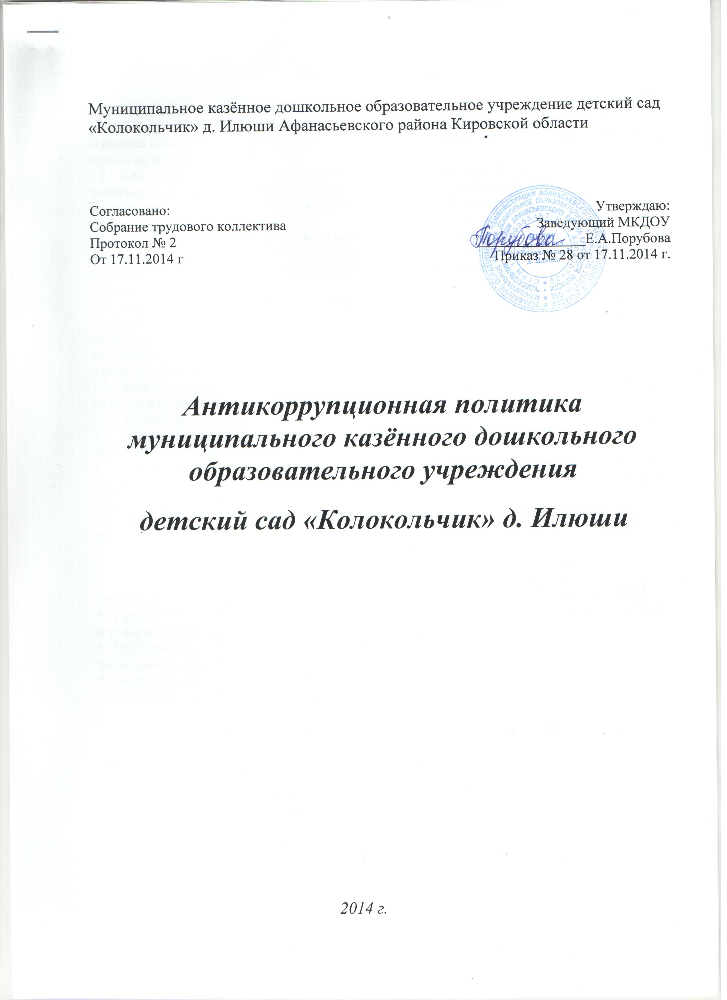 Муниципальное казённое дошкольное образовательное учреждение детский сад
«Колокольчик» д. Илюши Афанасьевского района Кировской области
Согласовано:
Собрание трудового коллектива
Протокол № 2
От 17.11.2014 г
Утверждаю:
Заведующий МКДОУ
Порубова Е.А.Порубова
Приказ № 28 от 17.11.2014 г.
Антикоррупционная политика
муниципального казённого дошкольного
образовательного учреждения
детский сад «Колокольчик» д. Илюши
2014 г.